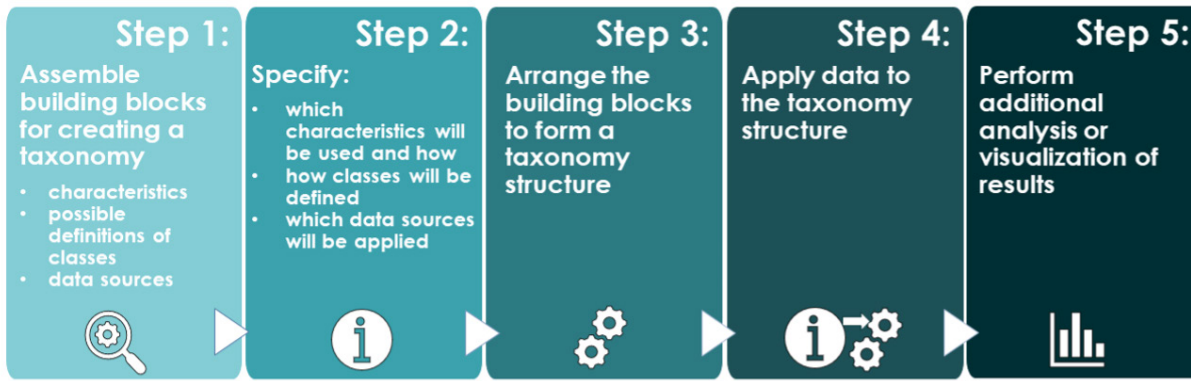 Step 1:
Assemble
building blocks
for creating a
taxonomy
• characteristics
• possible
definitions of
classes
• data sources
Step 2:
Specify:
• which
characteristics will
be used and how
• how classes will be
defined
• which data sources
will be applied
Step 3:
Arrange the
building blocks
to form a
taxonomy
structure
Step 4:
Apply data to
the taxonomy
structure
Step 5:
Perform
additional
analysis or
visualization of
results